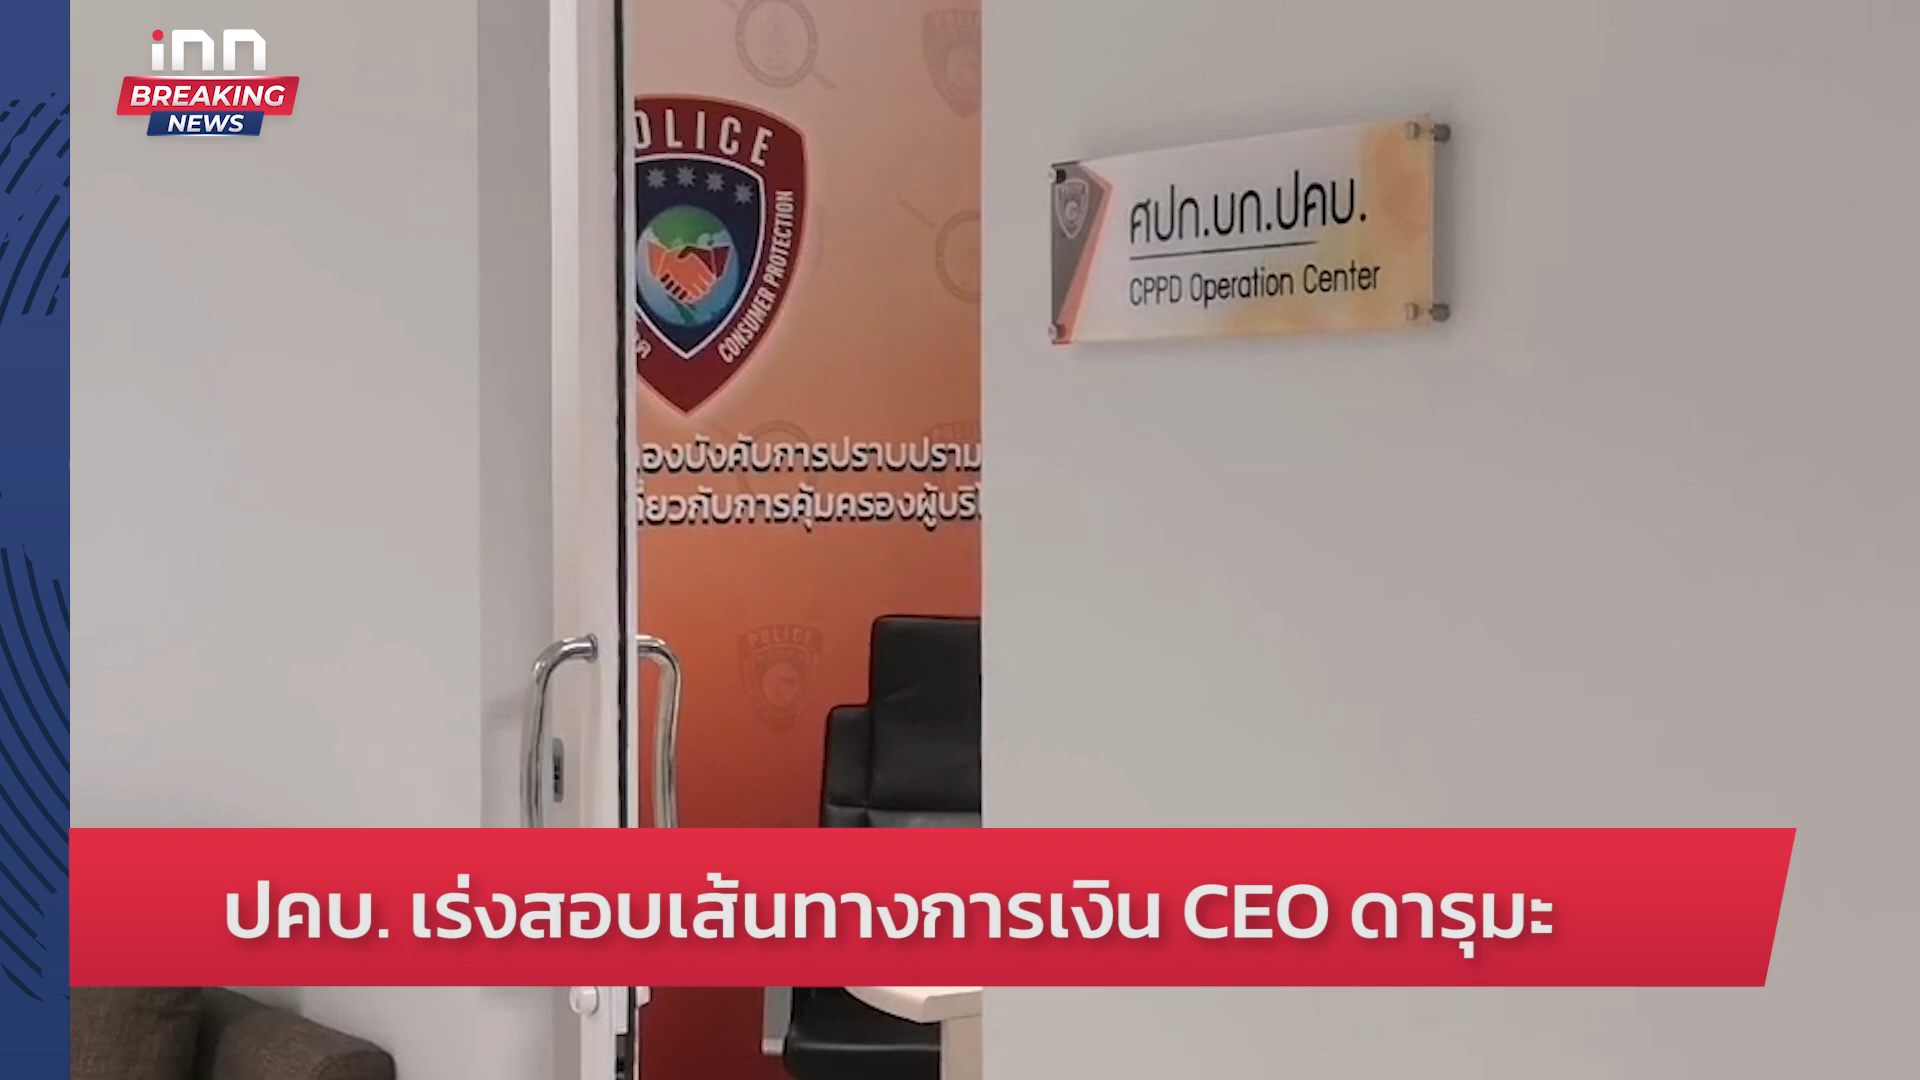 inn
BREAKING
NEWS
POLICE
CONSUMER PROTECTION
องบังคับการปราบปราม
เกี่ยวกับการคุ้มครองผู้บริ
POLICE
ศปก.บก.ปคบ.
CPPD Operation Center
ปคบ. เร่งสอบเส้นทางการเงิน CEO ดารุมะ